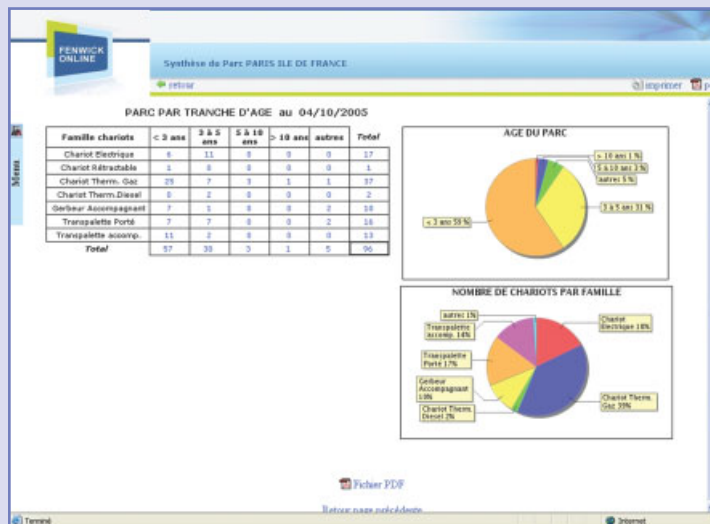 FENWICK
ONLINE
Synthèse du Parc PARIS ILE DE FRANCE
retour
imprimer
Menu
PARC PAR TRANCHE D'AGE au 04/10/2005
Famille chariots < 3 ans 3 à 5 ans 5 à 10 ans > 10 ans autres Total
Chariot Electrique 6 11 0 0 0 17
Chariot Rétractable 1 0 0 0 0 1
Chariot Therm. Gaz 25 7 3 1 1 37
Chariot Therm.Diesel 0 2 0 0 0 2
Gerbeur Accompagnant 7 1 0 0 2 10
Transpalette Porté 7 7 0 0 2 16
Transpalette accomp. 11 2 0 0 0 13
Total 57 30 3 1 5 96
AGE DU PARC
> 10 ans 1 %
5 à 10 ans 3 %
autres 5 %
3 à 5 ans 31 %
< 3 ans 59 %
NOMBRE DE CHARIOTS PAR FAMILLE
autres 1%
Chariot
Electrique 18%
Transpalette
accomp. 14%
Transpalette
Porté 17%
Gerbeur
Accompagnant
10%
Chariot Therm.
Diesel 2%
Chariot Therm.
Gaz 39%
Fichier PDF
Retour page précédente
Terminé
Internet